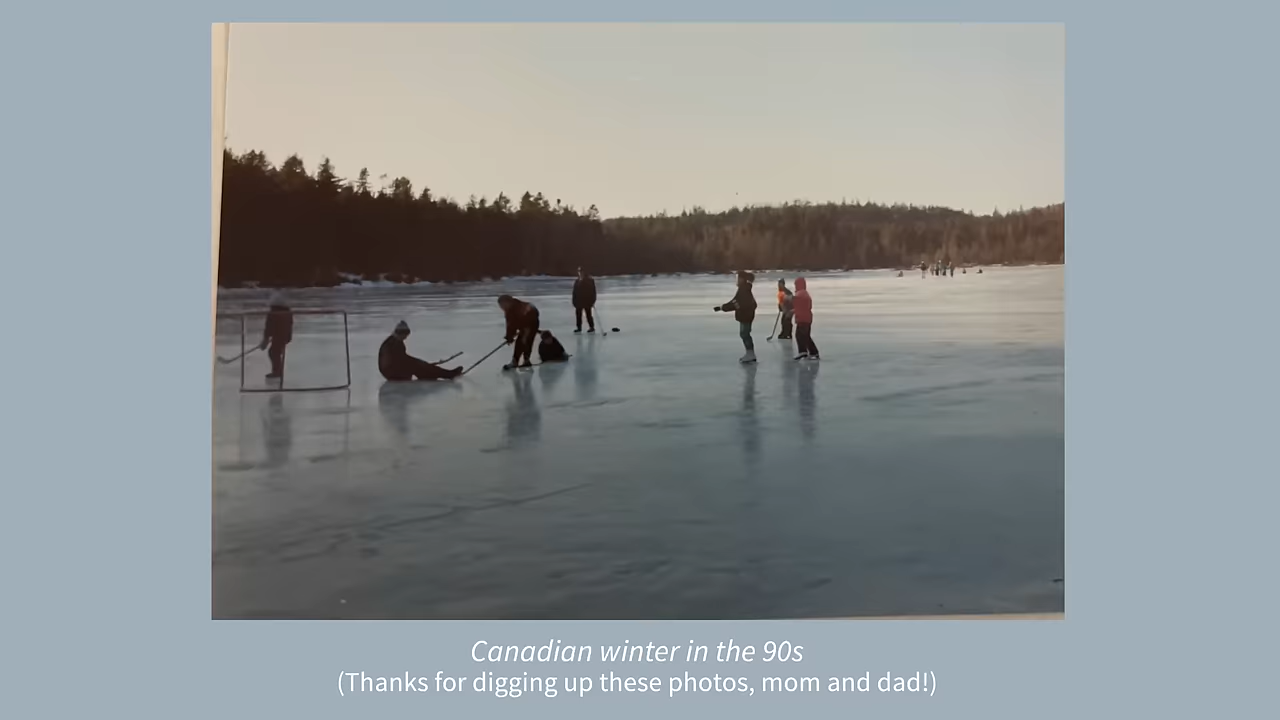 Canadian winter in the 90s
(Thanks for digging up these photos, mom and dad!)